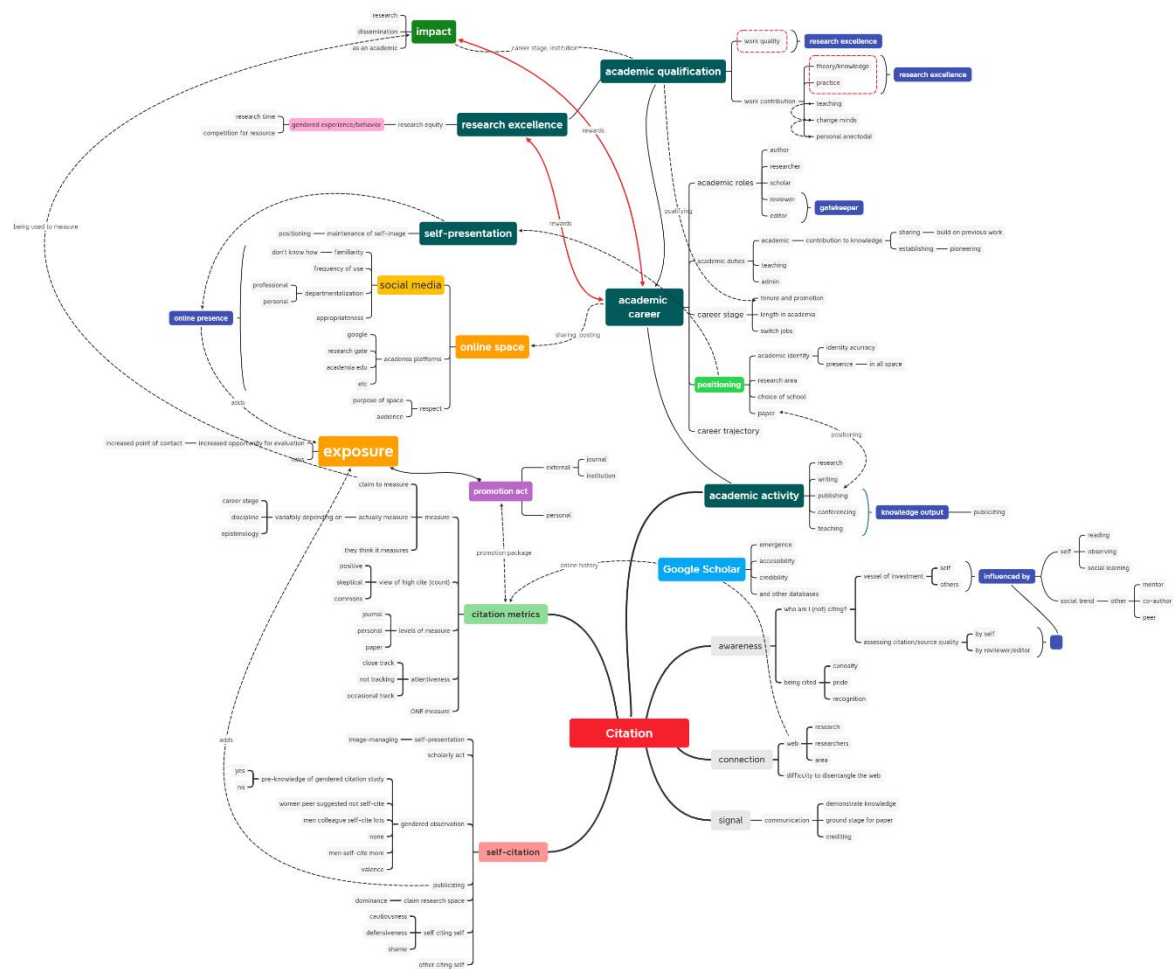 impact
research
dissemination
as an academic
career stage, institution
academic qualification
work quality
research excellence
work contribution
theory/knowledge
practice
research excellence
teaching
change minds
personal anectodal
research excellence
research equity
gendered experience/behavior
research time
competition for resource
rewards
rewards
qualifying
being used to measure
self-presentation
maintenance of self-image
positioning
online presence
social media
familiarity
don't know how
frequency of use
departmentalization
professional
personal
appropriateness
online space
academia platforms
google
research gate
academia edu
etc
respect
purpose of space
audience
sharing, posting
academic
career
academic roles
author
researcher
scholar
reviewer
editor
gatekeeper
academic duties
academic
contribution to knowledge
sharing
build on previous work
establishing
pioneering
teaching
admin
career stage
tenure and promotion
length in academia
switch jobs
positioning
academic identity
identity acurracy
presence
in all space
research area
choice of school
paper
career trajectory
positioning
adds
exposure
increased opportunity for evaluation
increased point of contact
promotion act
external
journal
institution
personal
promotion package
academic activity
research
writing
publishing
conferencing
teaching
knowledge output
publicizing
Google Scholar
emergence
accessibility
credibility
and other databases
online history
citation metrics
measure
claim to measure
actually measure
variably depending on
career stage
discipline
epistimology
they think it measures
view of high cite (count)
positive
skeptical
commons
levels of measure
journal
personal
paper
attentiveness
close track
not tracking
occasional track
ONE measure
Citation
awareness
who am I (not) citing?
vessel of investment
self
others
influenced by
self
reading
observing
social learning
social trend
other
mentor
co-author
peer
assessing citation/source quality
by self
by reviewer/editor
being cited
curiosity
pride
recognition
connection
web
research
researchers
area
difficulty to disentangle the web
signal
communication
demonstrate knowledge
ground stage for paper
crediting
adds
self-citation
self-presentation
image-managing
scholarly act
gendered observation
pre-knowledge of gendered citation study
yes
no
women peer suggested not self-cite
men colleague self-cite lots
none
men self-cite more
valence
publicizing
claim research space
dominance
self citing self
cautiousness
defensiveness
shame
other citing self